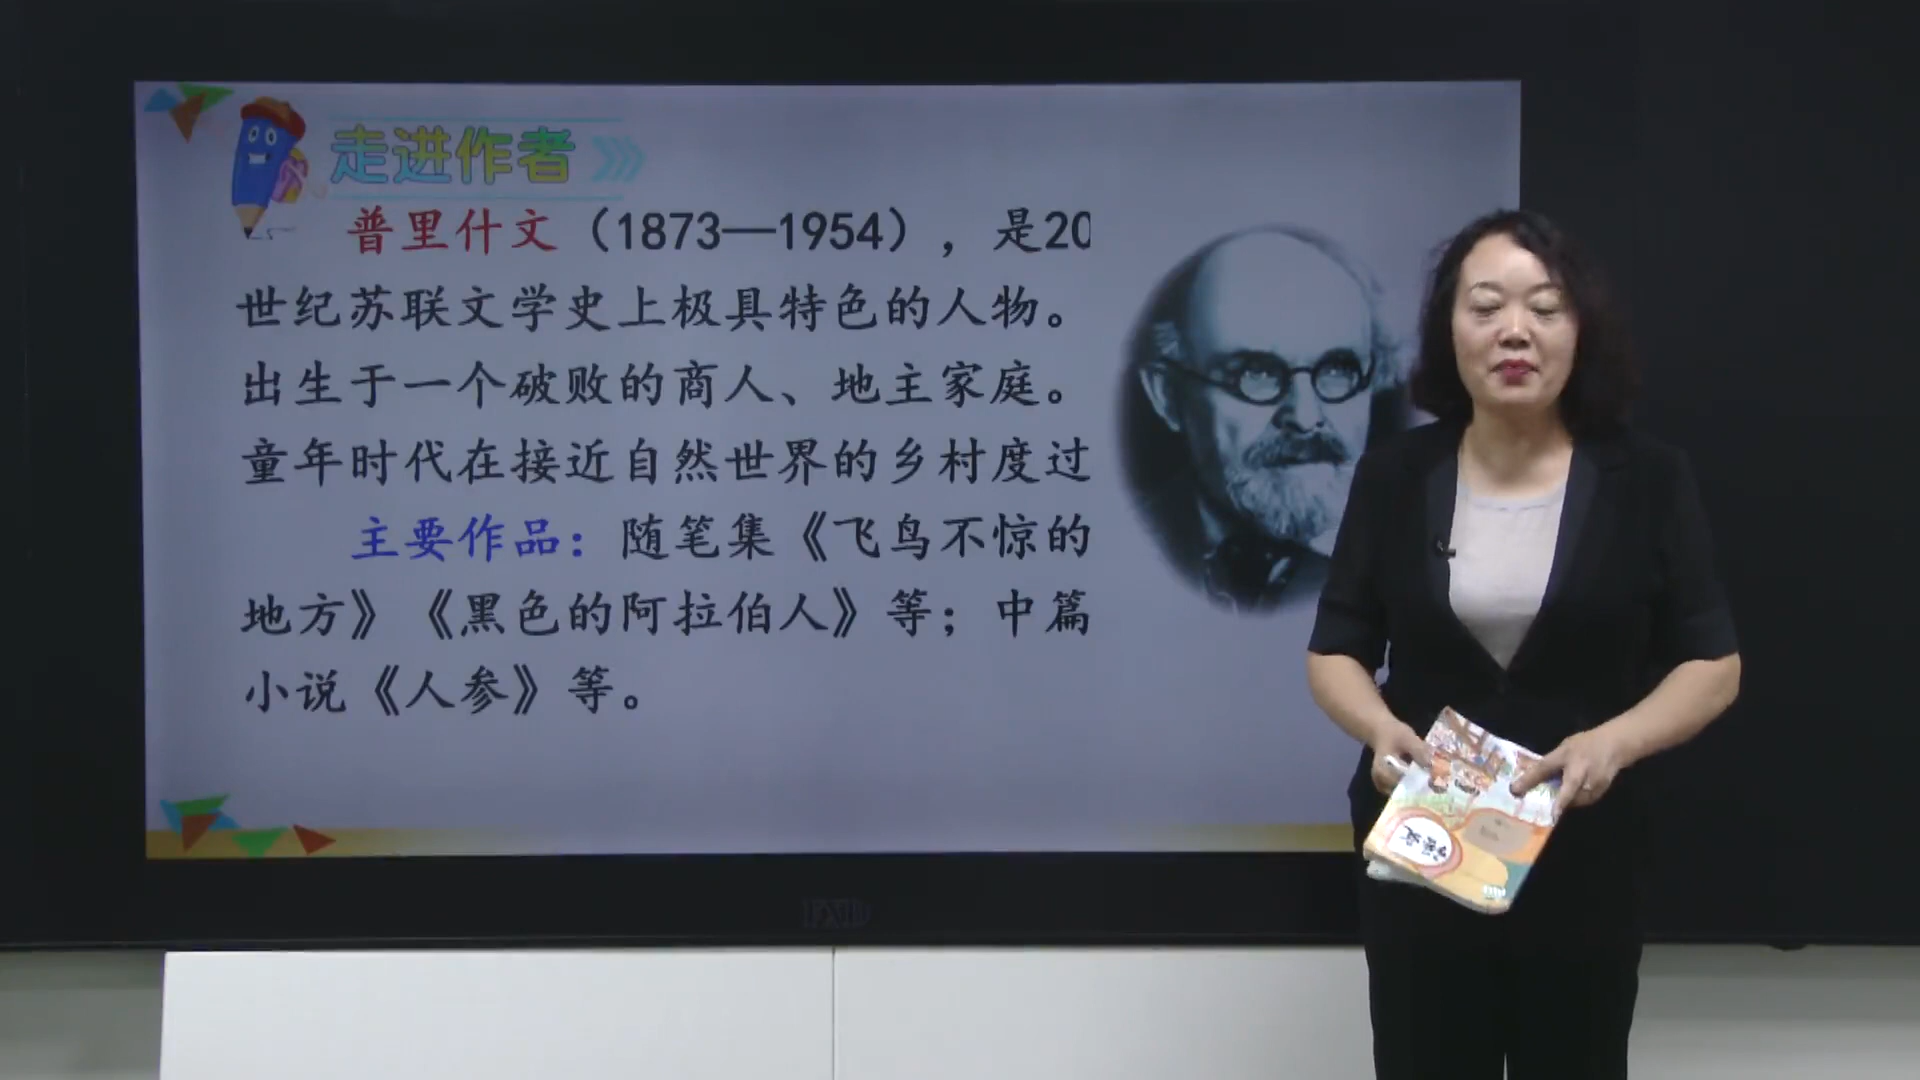 走进作者
普里什文（1873—1954），是20
世纪苏联文学史上极具特色的人物。
出生于一个破败的商人、地主家庭。
童年时代在接近自然世界的乡村度过
主要作品：随笔集《飞鸟不惊的
地方》《黑色的阿拉伯人》等；中篇
小说《人参》等。
语文